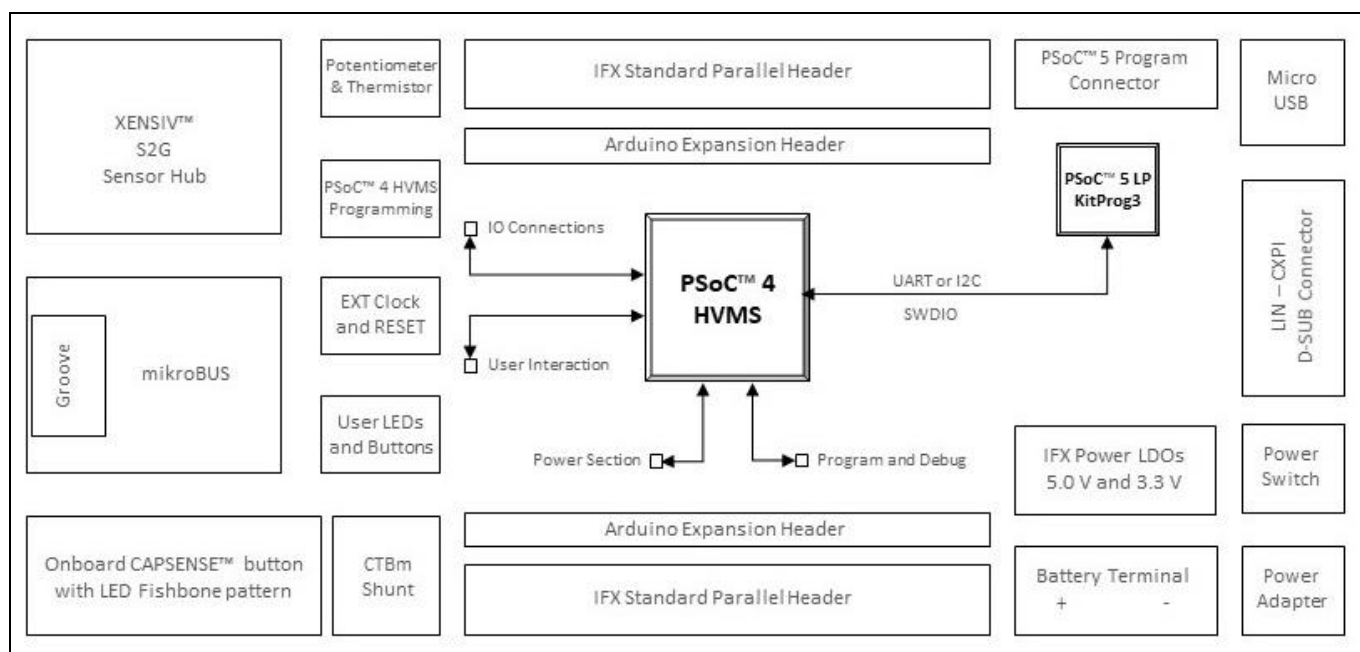 XENSIV™
S2G
Sensor Hub
Potentiometer
& Thermistor
IFX Standard Parallel Header
PSoC™ 5 Program
Connector
Micro
USB
Arduino Expansion Header
PSoC™ 4 HVMS
Programming
PSoC™ 5 LP
KitProg3
IO Connections
PSoC™ 4
HVMS
UART or I2C
SWDIO
LIN – CXPI
D-SUB Connector
Groove
mikroBUS
EXT Clock
and RESET
User Interaction
User LEDs
and Buttons
Power Section
Program and Debug
IFX Power LDOs
5.0 V and 3.3 V
Power
Switch
Onboard CAPSENSE™ button
with LED Fishbone pattern
CTBm
Shunt
Arduino Expansion Header
IFX Standard Parallel Header
Battery Terminal
+ -
Power
Adapter